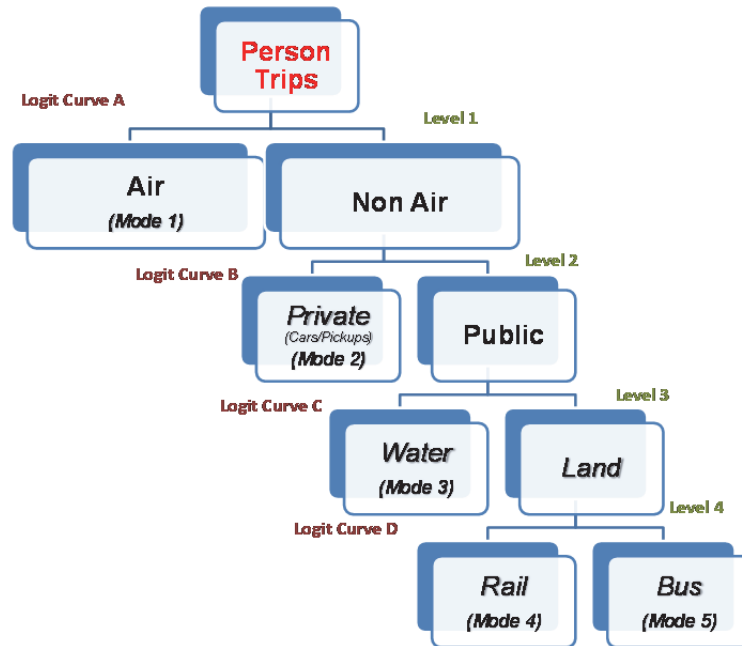 Person
Trips
Logit Curve A
Level 1
Air
(Mode 1)
Non Air
Logit Curve B
Level 2
Private
(Cars/Pickups)
(Mode 2)
Public
Logit Curve C
Level 3
Water
(Mode 3)
Land
Logit Curve D
Level 4
Rail
(Mode 4)
Bus
(Mode 5)